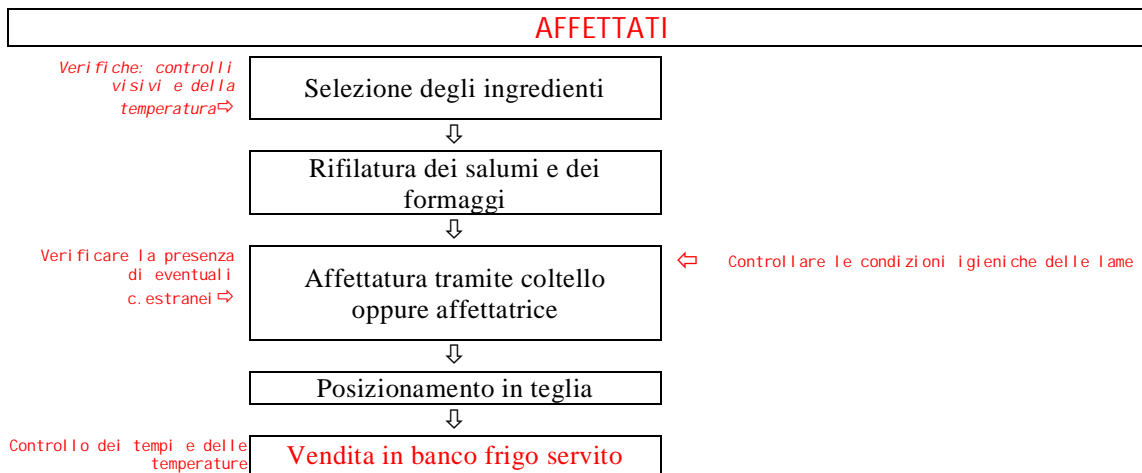 AFFETTATI
Verifiche: controlli
visivi e della
temperatura⇨
Selezione degli ingredienti
⇩
Rifilatura dei salumi e dei
formaggi
⇩
Verificare la presenza
di eventuali
c.estranei⇨
Affettatura tramite coltello
oppure affettatrice
⇦ Controllare le condizioni igieniche delle lame
⇩
Posizionamento in teglia
⇩
Controllo dei tempi e delle
temperature
Vendita in banco frigo servito